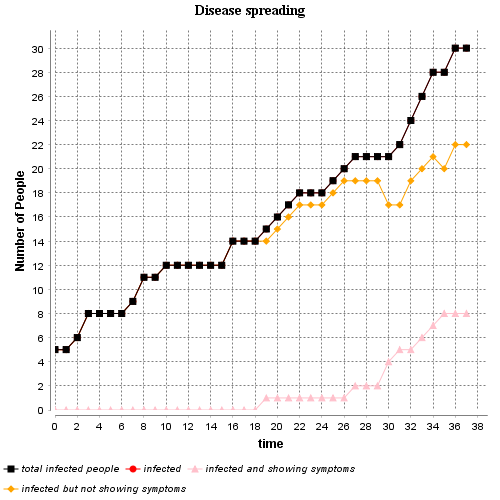 Disease spreading
30
28
26
24
22
20
18
16
14
12
10
8
6
4
2
0
Number of People
0 2 4 6 8 10 12 14 16 18 20 22 24 26 28 30 32 34 36 38
time
total infected people infected infected and showing symptoms
infected but not showing symptoms